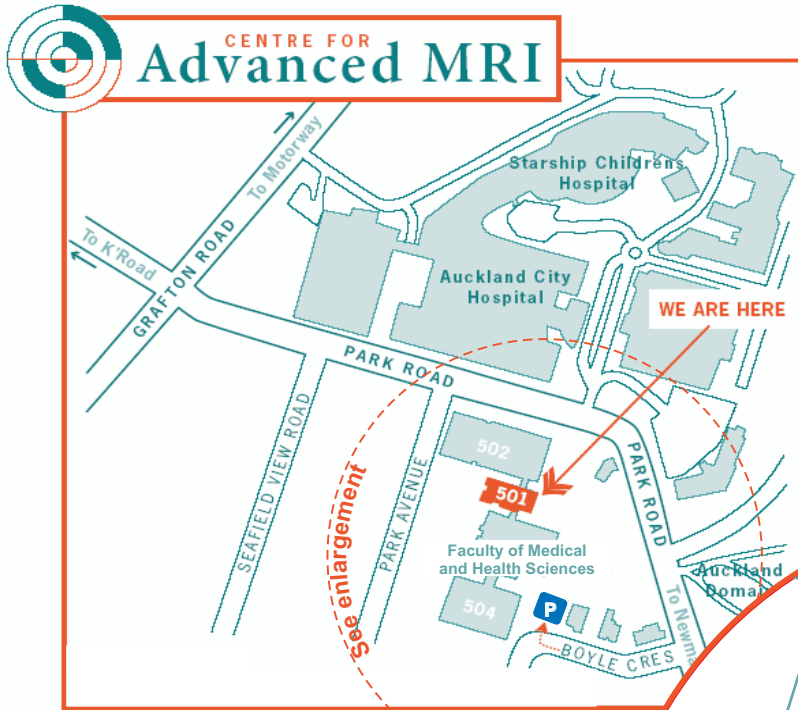 CENTRE FOR
Advanced MRI
To Motorway
Starship Childrens
Hospital
To K'Road
GRAFTON ROAD
Auckland City
Hospital
WE ARE HERE
PARK ROAD
SEAFIELD VIEW ROAD
PARK AVENUE
502
501
PARK ROAD
See enlargement
Faculty of Medical
and Health Sciences
Auckland
Domai
504
P
To Newma
BOYLE CRES